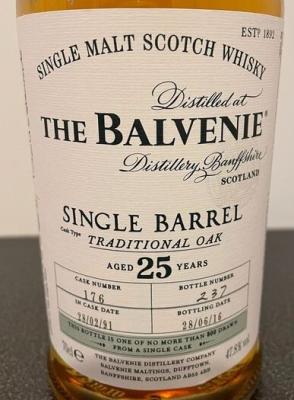 ESTD 1892
SINGLE MALT SCOTCH WHISKY
Distilled at
THE BALVENIE®
Distillery, Banffshire
SCOTLAND
SINGLE BARREL
Cask Type TRADITIONAL OAK
AGED 25 YEARS
CASK NUMBER BOTTLE NUMBER
176 237
IN CASK DATE BOTTLING DATE
28/02/91 28/06/16
THIS BOTTLE IS ONE OF NO MORE THAN 300 DRAWN
FROM A SINGLE CASK
70cl e 47.8%vol
THE BALVENIE DISTILLERY COMPANY
BALVENIE MALTINGS, DUFFTOWN,
BANFFSHIRE, SCOTLAND AB55 4BB